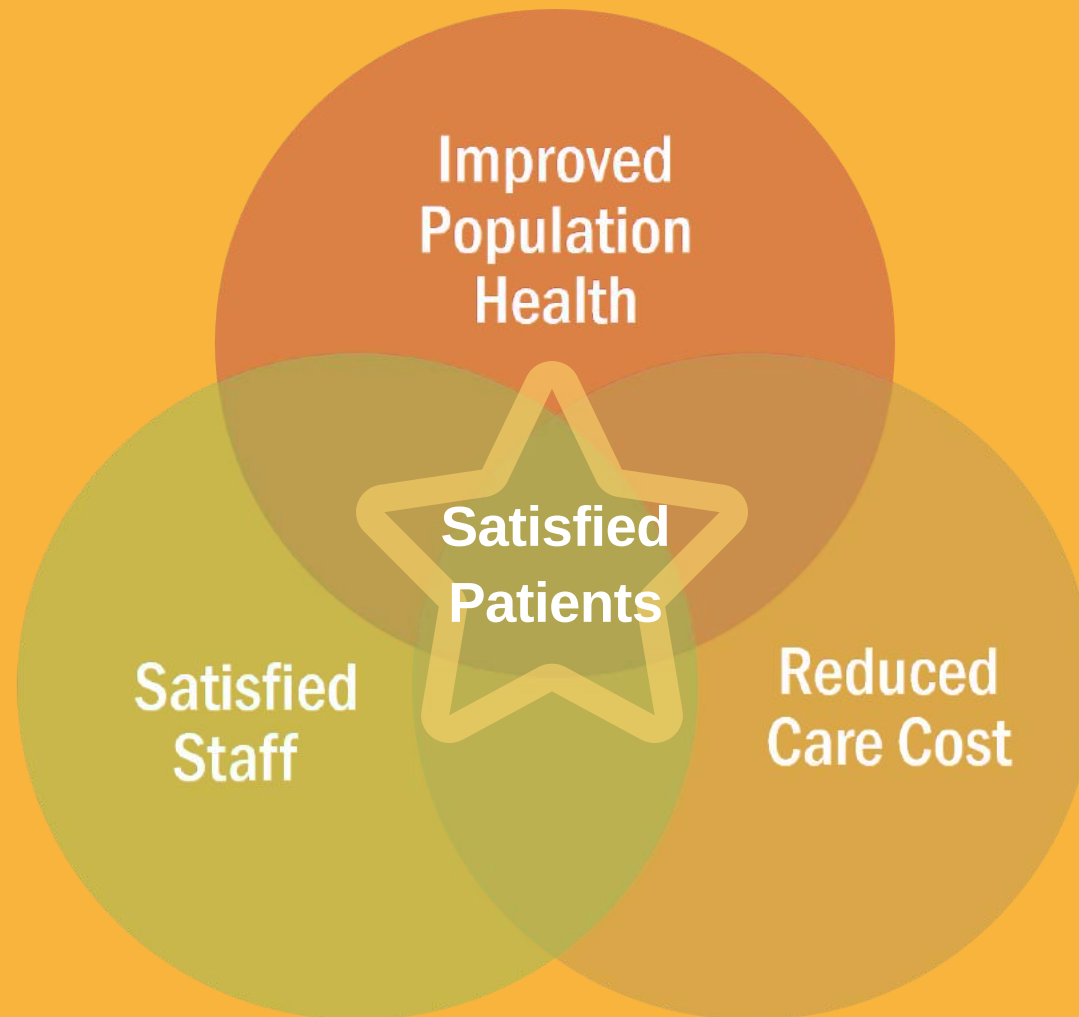 Improved
Population
Health
Satisfied
Patients
Satisfied
Staff
Reduced
Care Cost